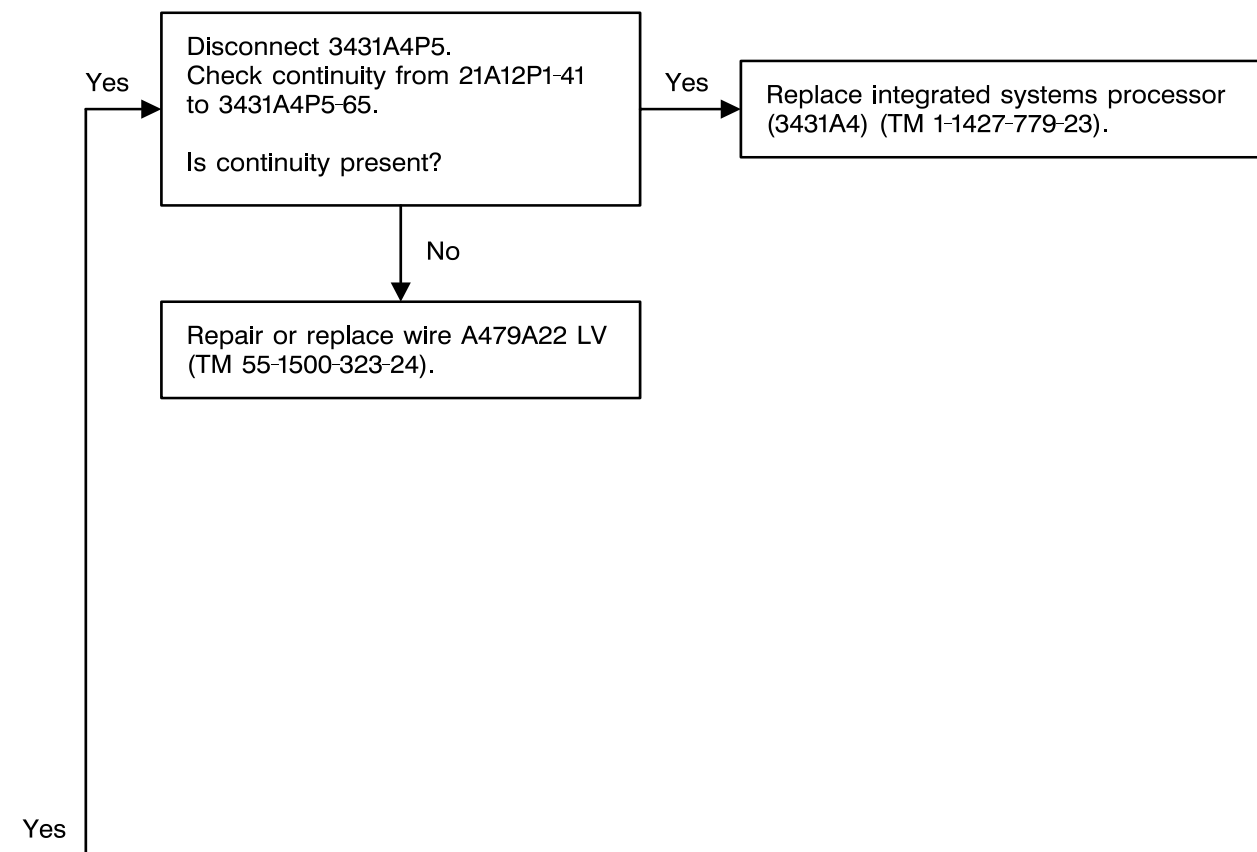 Yes
Disconnect 3431A4P5.
Check continuity from 21A12P1-41
to 3431A4P5-65.
Is continuity present?
Yes
Replace integrated systems processor
(3431A4) (TM 1-1427-779-23).
No
Repair or replace wire A479A22 LV
(TM 55-1500-323-24).
Yes